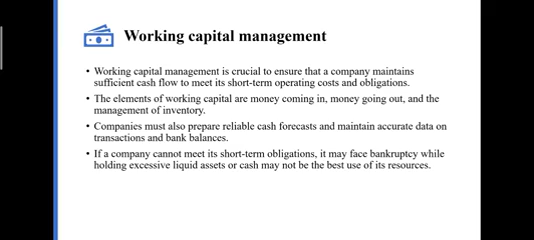 Working capital management
• Working capital management is crucial to ensure that a company maintains
sufficient cash flow to meet its short-term operating costs and obligations.
• The elements of working capital are money coming in, money going out, and the
management of inventory.
• Companies must also prepare reliable cash forecasts and maintain accurate data on
transactions and bank balances.
• If a company cannot meet its short-term obligations, it may face bankruptcy while
holding excessive liquid assets or cash may not be the best use of its resources.